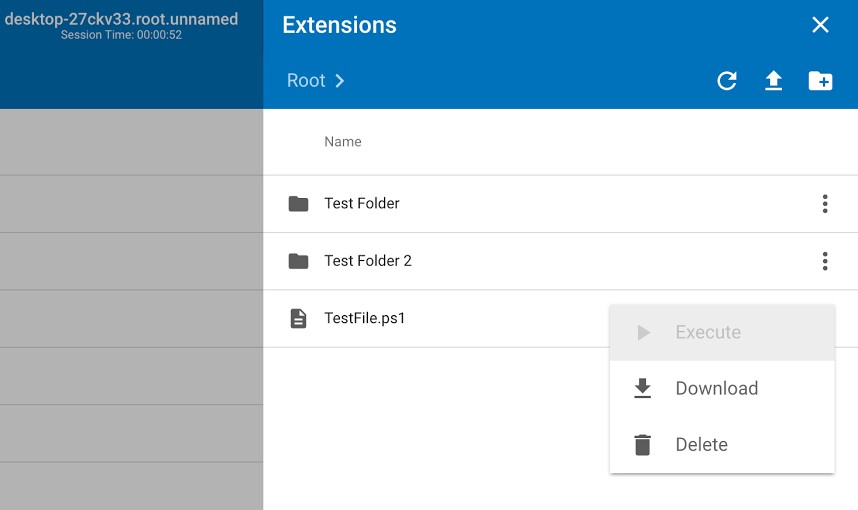 desktop-27ckv33.root.unnamed
Session Time: 00:00:52
Extensions
Root
Name
Test Folder
Test Folder 2
TestFile.ps1
Execute
Download
Delete